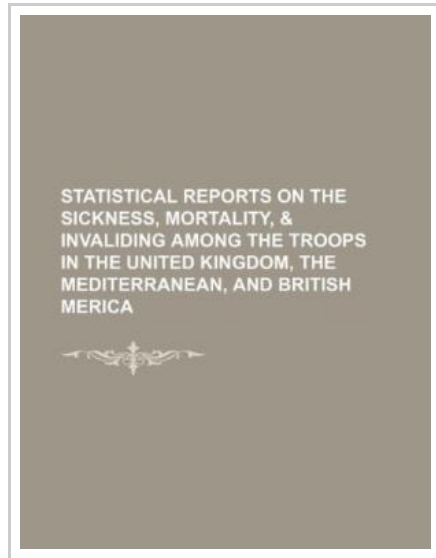 STATISTICAL REPORTS ON THE
SICKNESS, MORTALITY, &
INVALIDING AMONG THE TROOPS
IN THE UNITED KINGDOM, THE
MEDITERRANEAN, AND BRITISH
MERICA